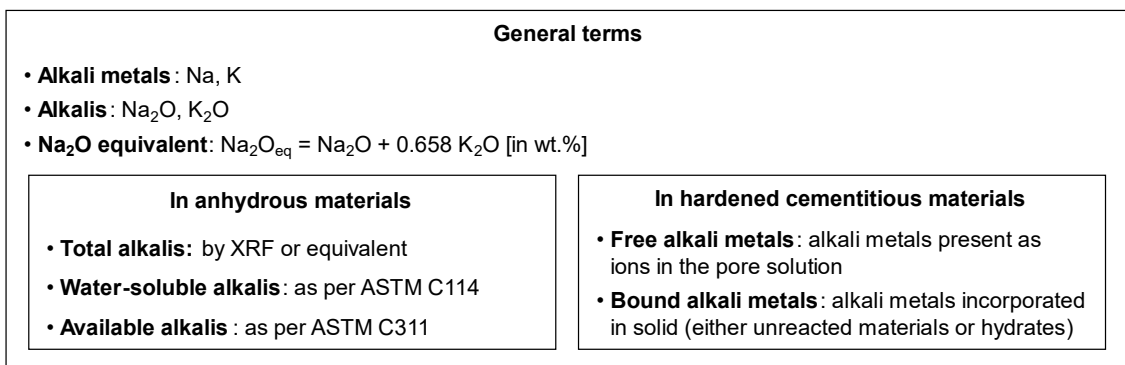 General terms
• Alkali metals: Na, K
• Alkalis: Na₂O, K₂O
• Na₂O equivalent: Na₂Oeq = Na₂O + 0.658 K₂O [in wt.%]
In anhydrous materials
• Total alkalis: by XRF or equivalent
• Water-soluble alkalis: as per ASTM C114
• Available alkalis : as per ASTM C311
In hardened cementitious materials
• Free alkali metals: alkali metals present as
ions in the pore solution
• Bound alkali metals: alkali metals incorporated
in solid (either unreacted materials or hydrates)